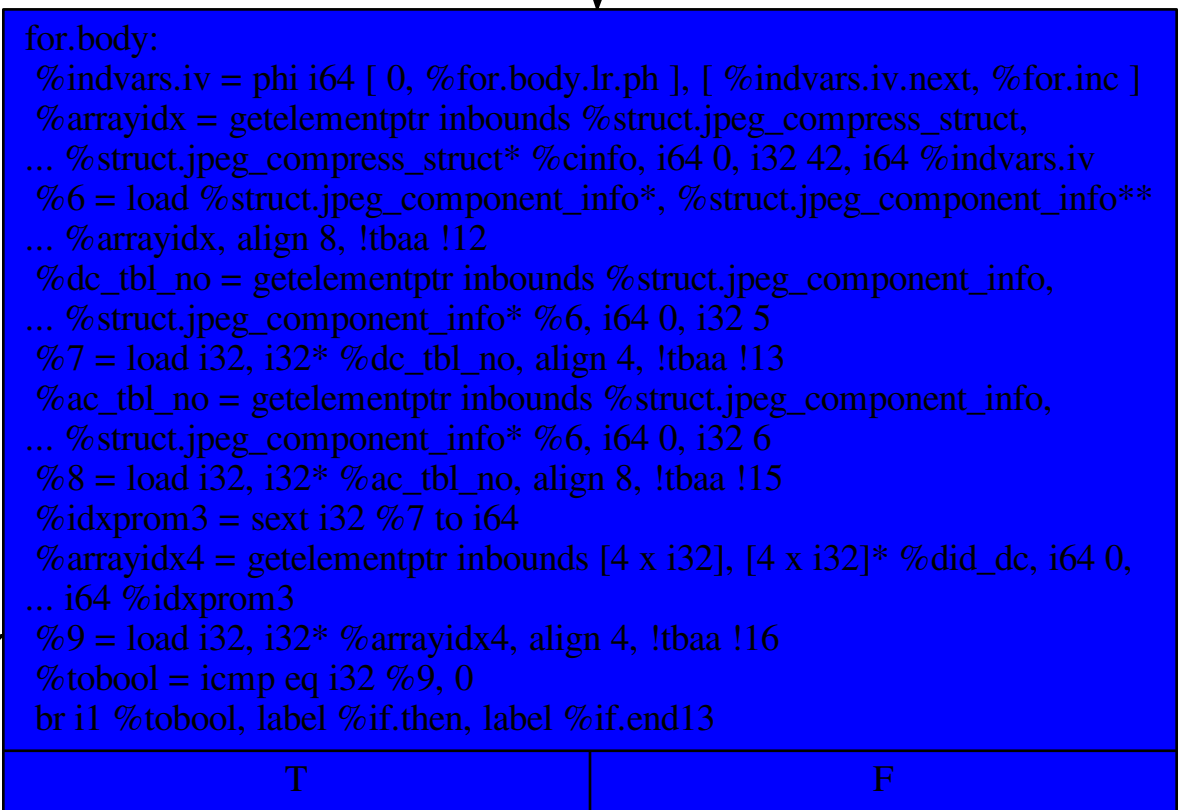 for.body:
%indvars.iv = phi i64 [ 0, %for.body.lr.ph ], [ %indvars.iv.next, %for.inc ]
%arrayidx = getelementptr inbounds %struct.jpeg_compress_struct,
... %struct.jpeg_compress_struct* %cinfo, i64 0, i32 42, i64 %indvars.iv
%6 = load %struct.jpeg_component_info*, %struct.jpeg_component_info**
... %arrayidx, align 8, !tbaa !12
%dc_tbl_no = getelementptr inbounds %struct.jpeg_component_info,
... %struct.jpeg_component_info* %6, i64 0, i32 5
%7 = load i32, i32* %dc_tbl_no, align 4, !tbaa !13
%ac_tbl_no = getelementptr inbounds %struct.jpeg_component_info,
... %struct.jpeg_component_info* %6, i64 0, i32 6
%8 = load i32, i32* %ac_tbl_no, align 8, !tbaa !15
%idxprom3 = sext i32 %7 to i64
%arrayidx4 = getelementptr inbounds [4 x i32], [4 x i32]* %did_dc, i64 0,
... i64 %idxprom3
%9 = load i32, i32* %arrayidx4, align 4, !tbaa !16
%tobool = icmp eq i32 %9, 0
br i1 %tobool, label %if.then, label %if.end13
T F